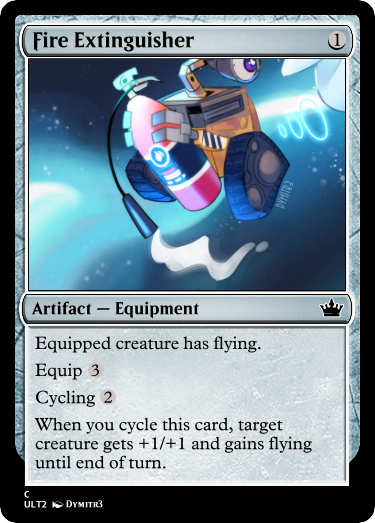 Fire Extinguisher 1
Artifact — Equipment
Equipped creature has flying.
Equip 3
Cycling 2
When you cycle this card, target
creature gets +1/+1 and gains flying
until end of turn.
C
ULT2 Dymitr3